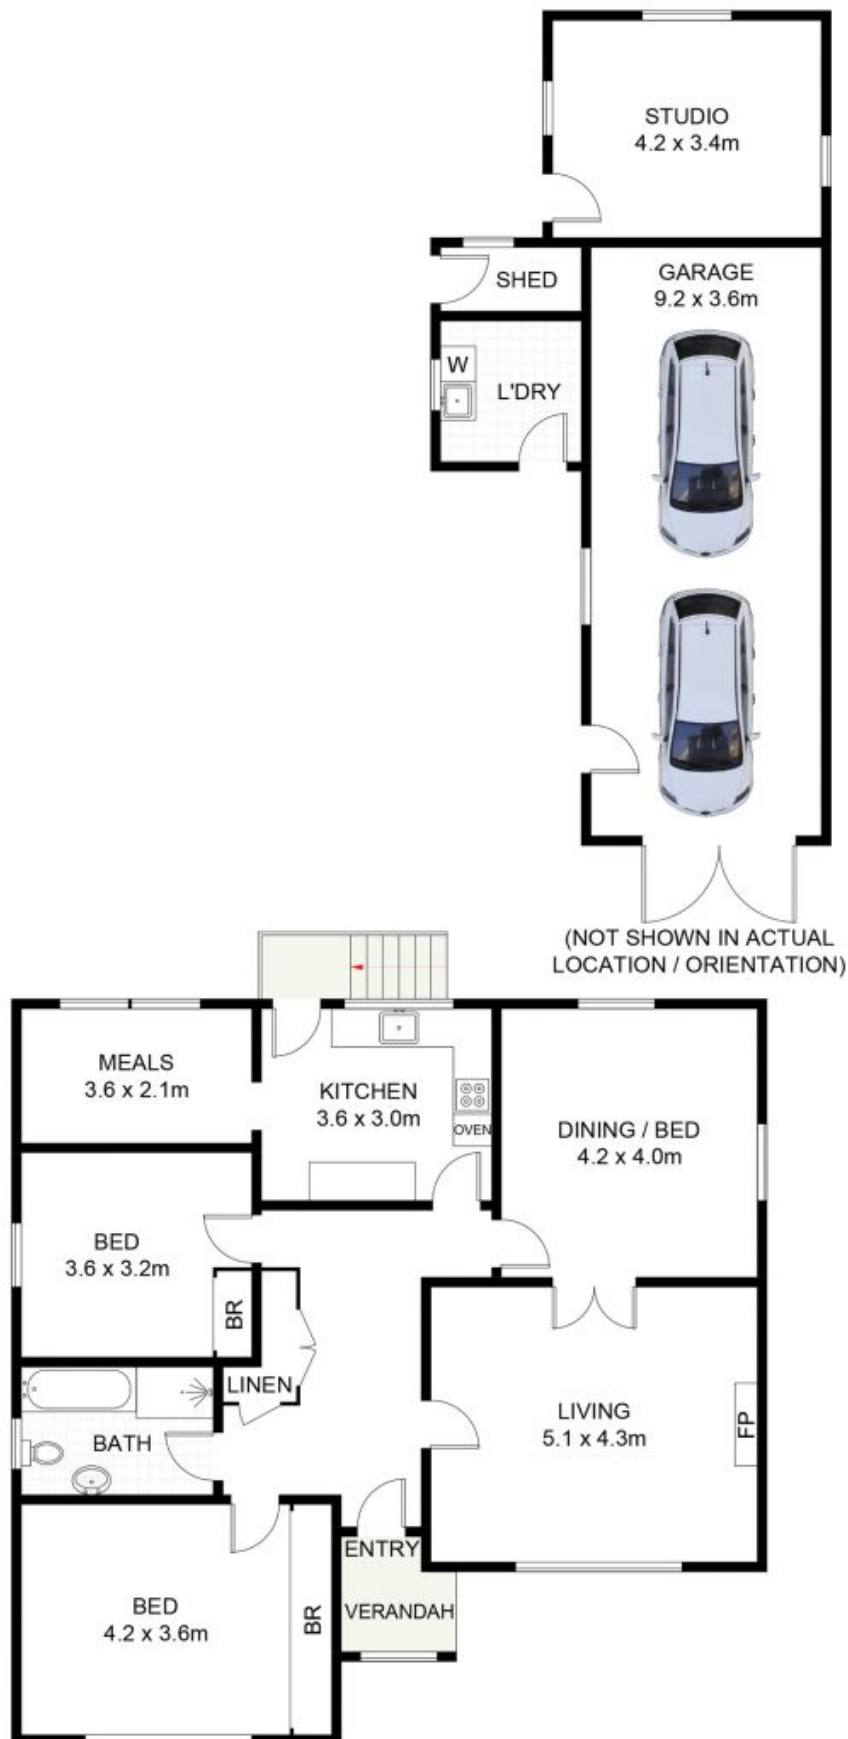 STUDIO
4.2 x 3.4m
SHED
GARAGE
9.2 x 3.6m
W
L'DRY
(NOT SHOWN IN ACTUAL
LOCATION / ORIENTATION)
MEALS
3.6 x 2.1m
KITCHEN
3.6 x 3.0m
OVEN
DINING / BED
4.2 x 4.0m
BED
3.6 x 3.2m
BR
LINEN
BATH
LIVING
5.1 x 4.3m
FP
ENTRY
VERANDAH
BED
4.2 x 3.6m
BR